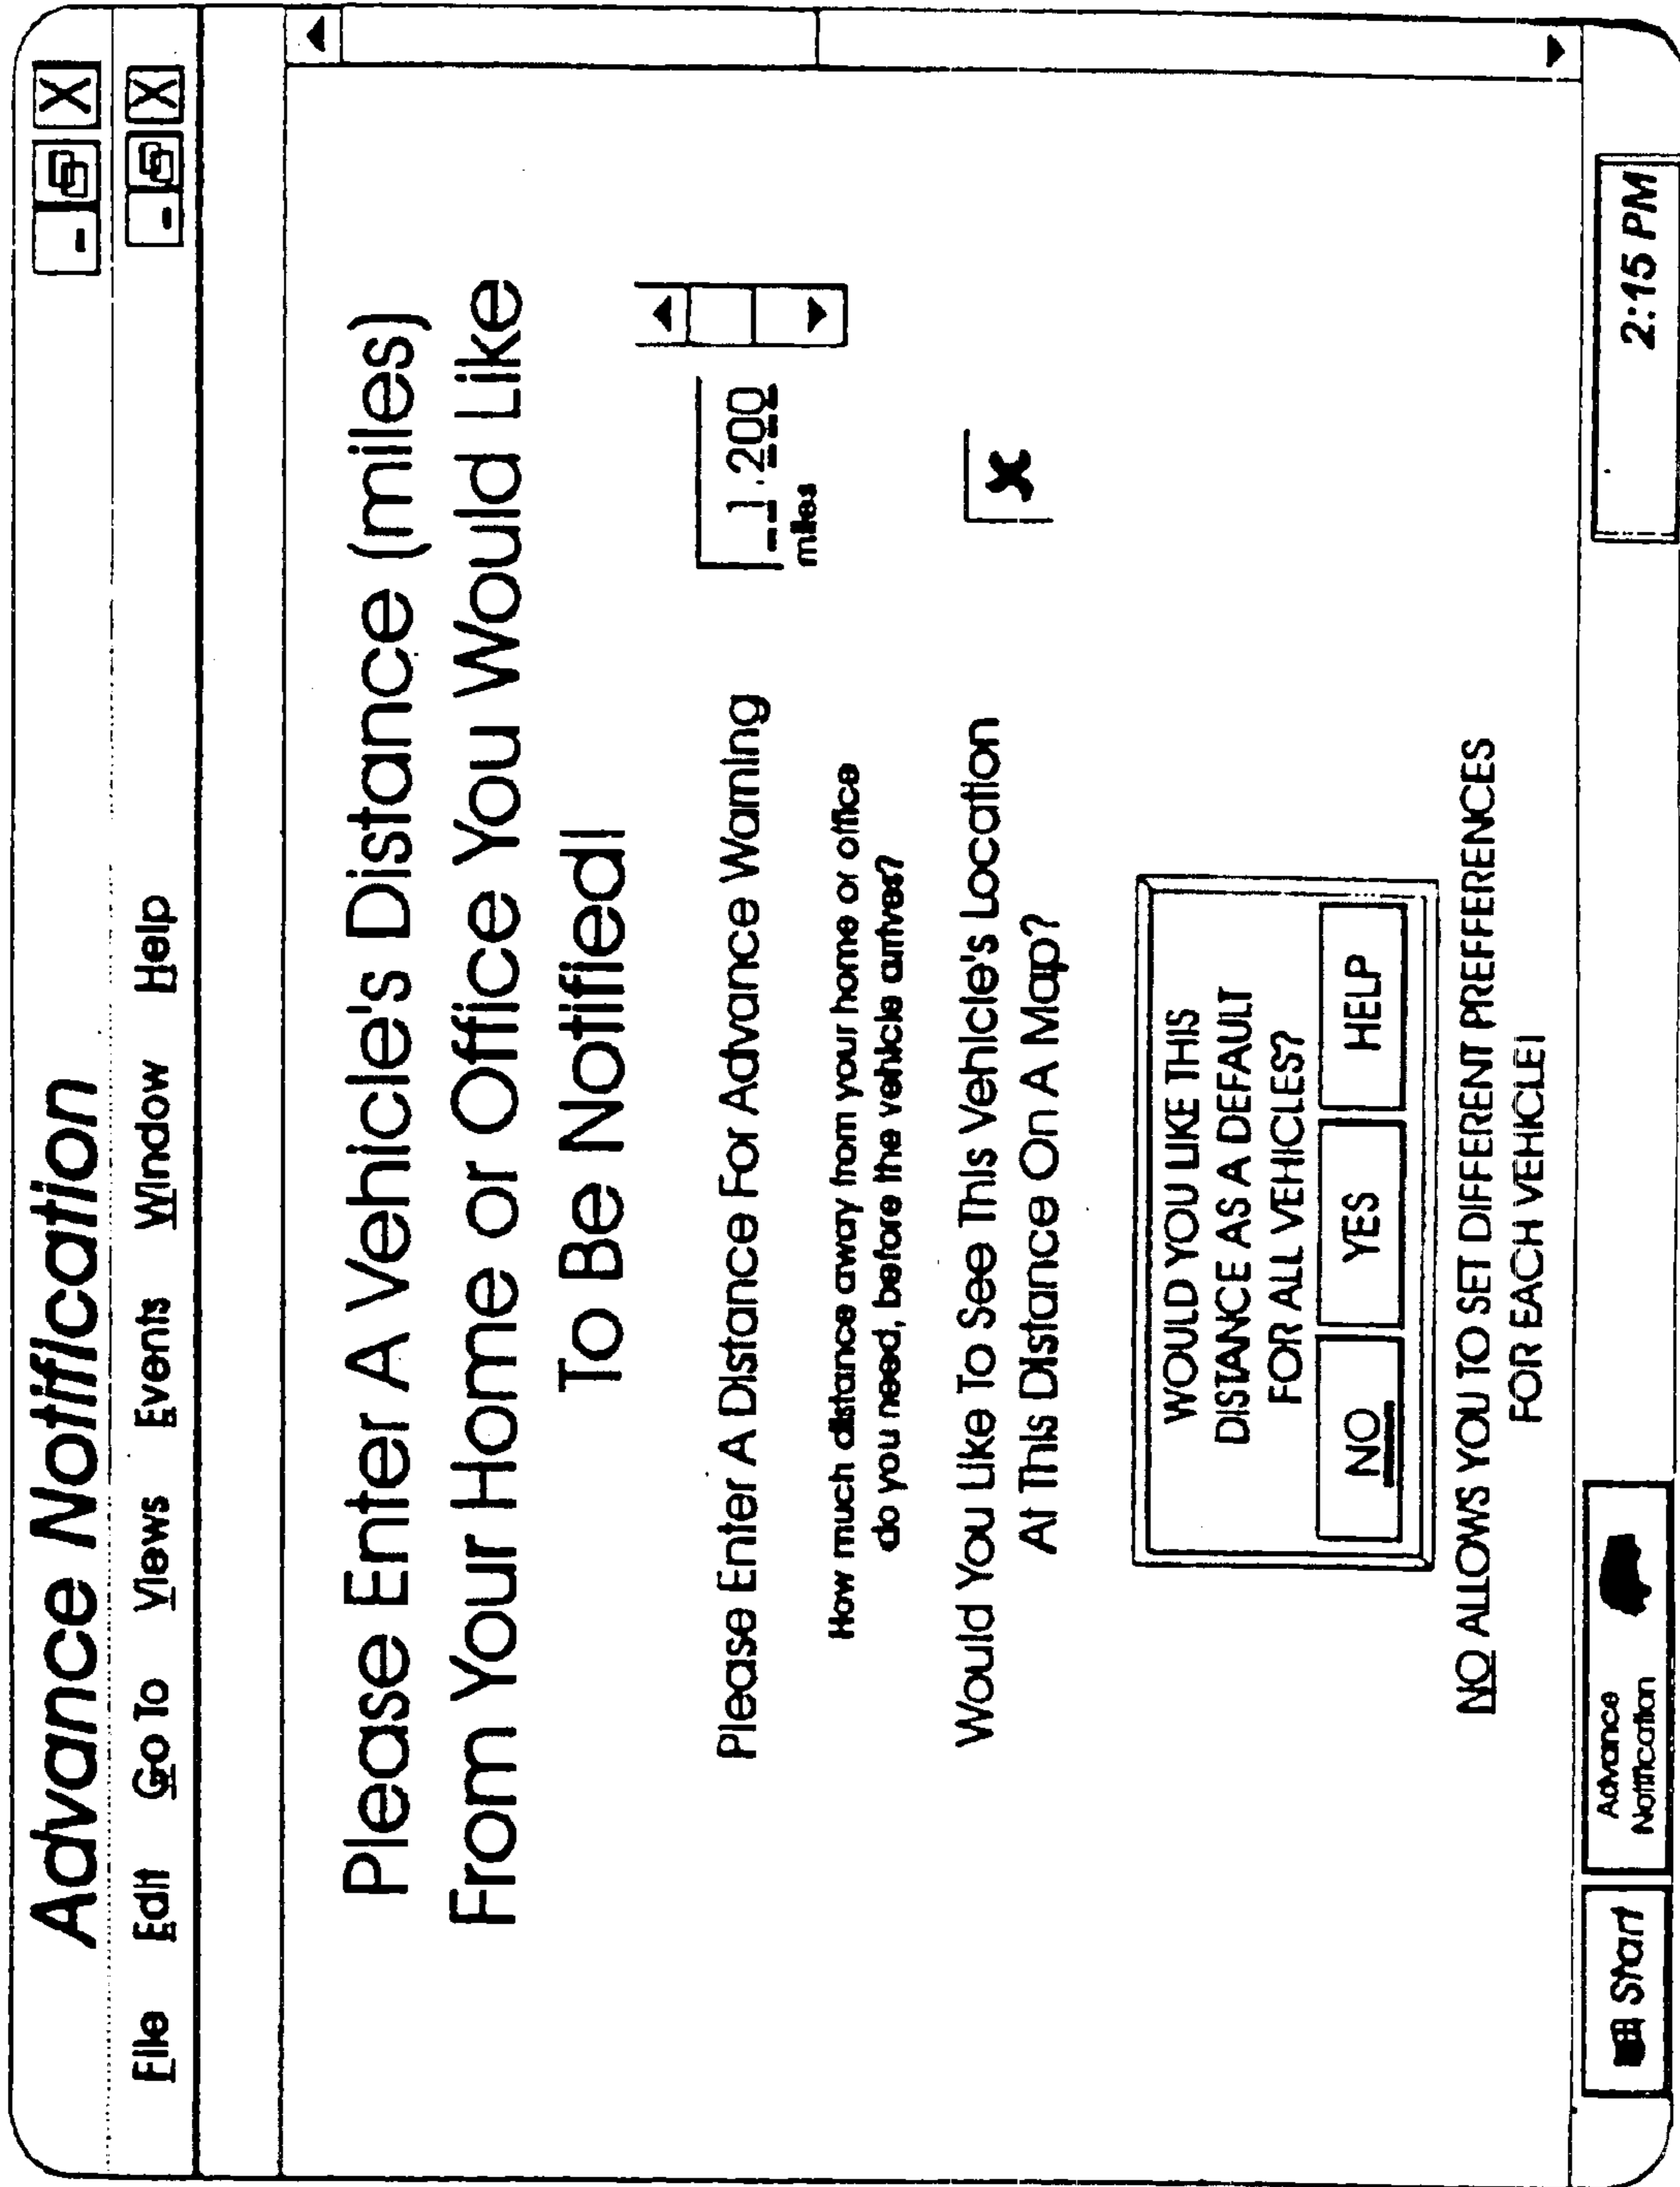 Advance Notification
File Edit Go To Views Events Window Help
Please Enter A Vehicle's Distance (miles)
From Your Home or Office You Would Like
To Be Notified!
Please Enter A Distance For Advance Warning
1.200
miles
How much distance away from your home or office
do you need, before the vehicle arrives?
Would You Like To See This Vehicle's Location
At This Distance On A Map?
X
WOULD YOU LIKE THIS
DISTANCE AS A DEFAULT
FOR ALL VEHICLES?
NO YES HELP
NO ALLOWS YOU TO SET DIFFERENT PREFFERENCES
FOR EACH VEHICLE!
Start
Advance
Notification
2:15 PM